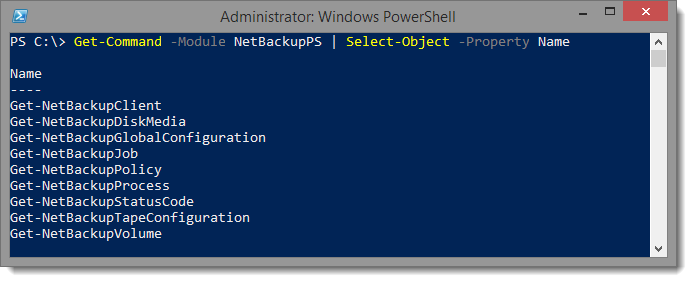 Administrator: Windows PowerShell
PS C:\> Get-Command -Module NetBackupPS | Select-Object -Property Name
Name
----
Get-NetBackupClient
Get-NetBackupDiskMedia
Get-NetBackupGlobalConfiguration
Get-NetBackupJob
Get-NetBackupPolicy
Get-NetBackupProcess
Get-NetBackupStatusCode
Get-NetBackupTapeConfiguration
Get-NetBackupVolume